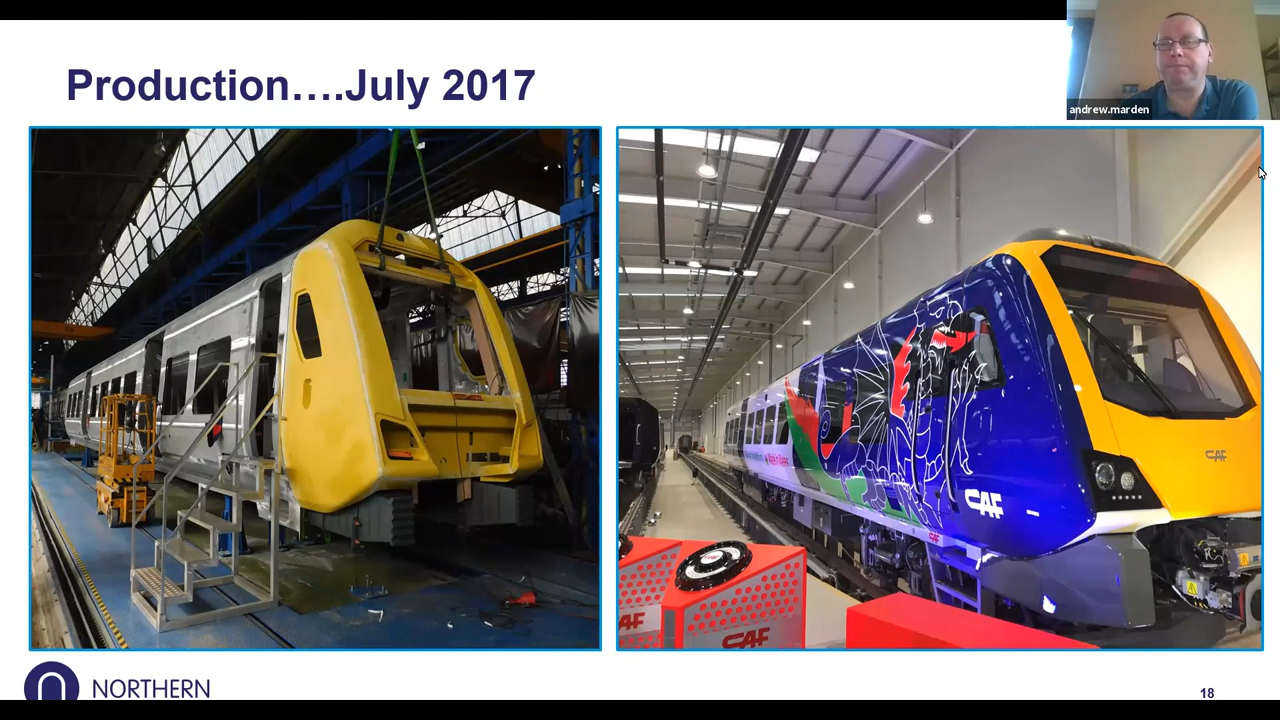 Production….July 2017
andrew.marden
CAF
CAF
CAF
CAF
NORTHERN
18